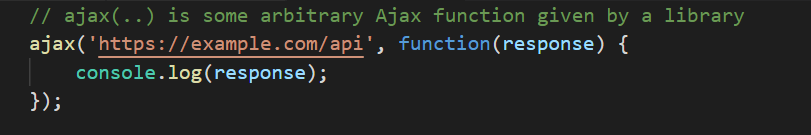 // ajax(..) is some arbitrary Ajax function given by a library
ajax('https://example.com/api', function(response) {
    console.log(response);
});